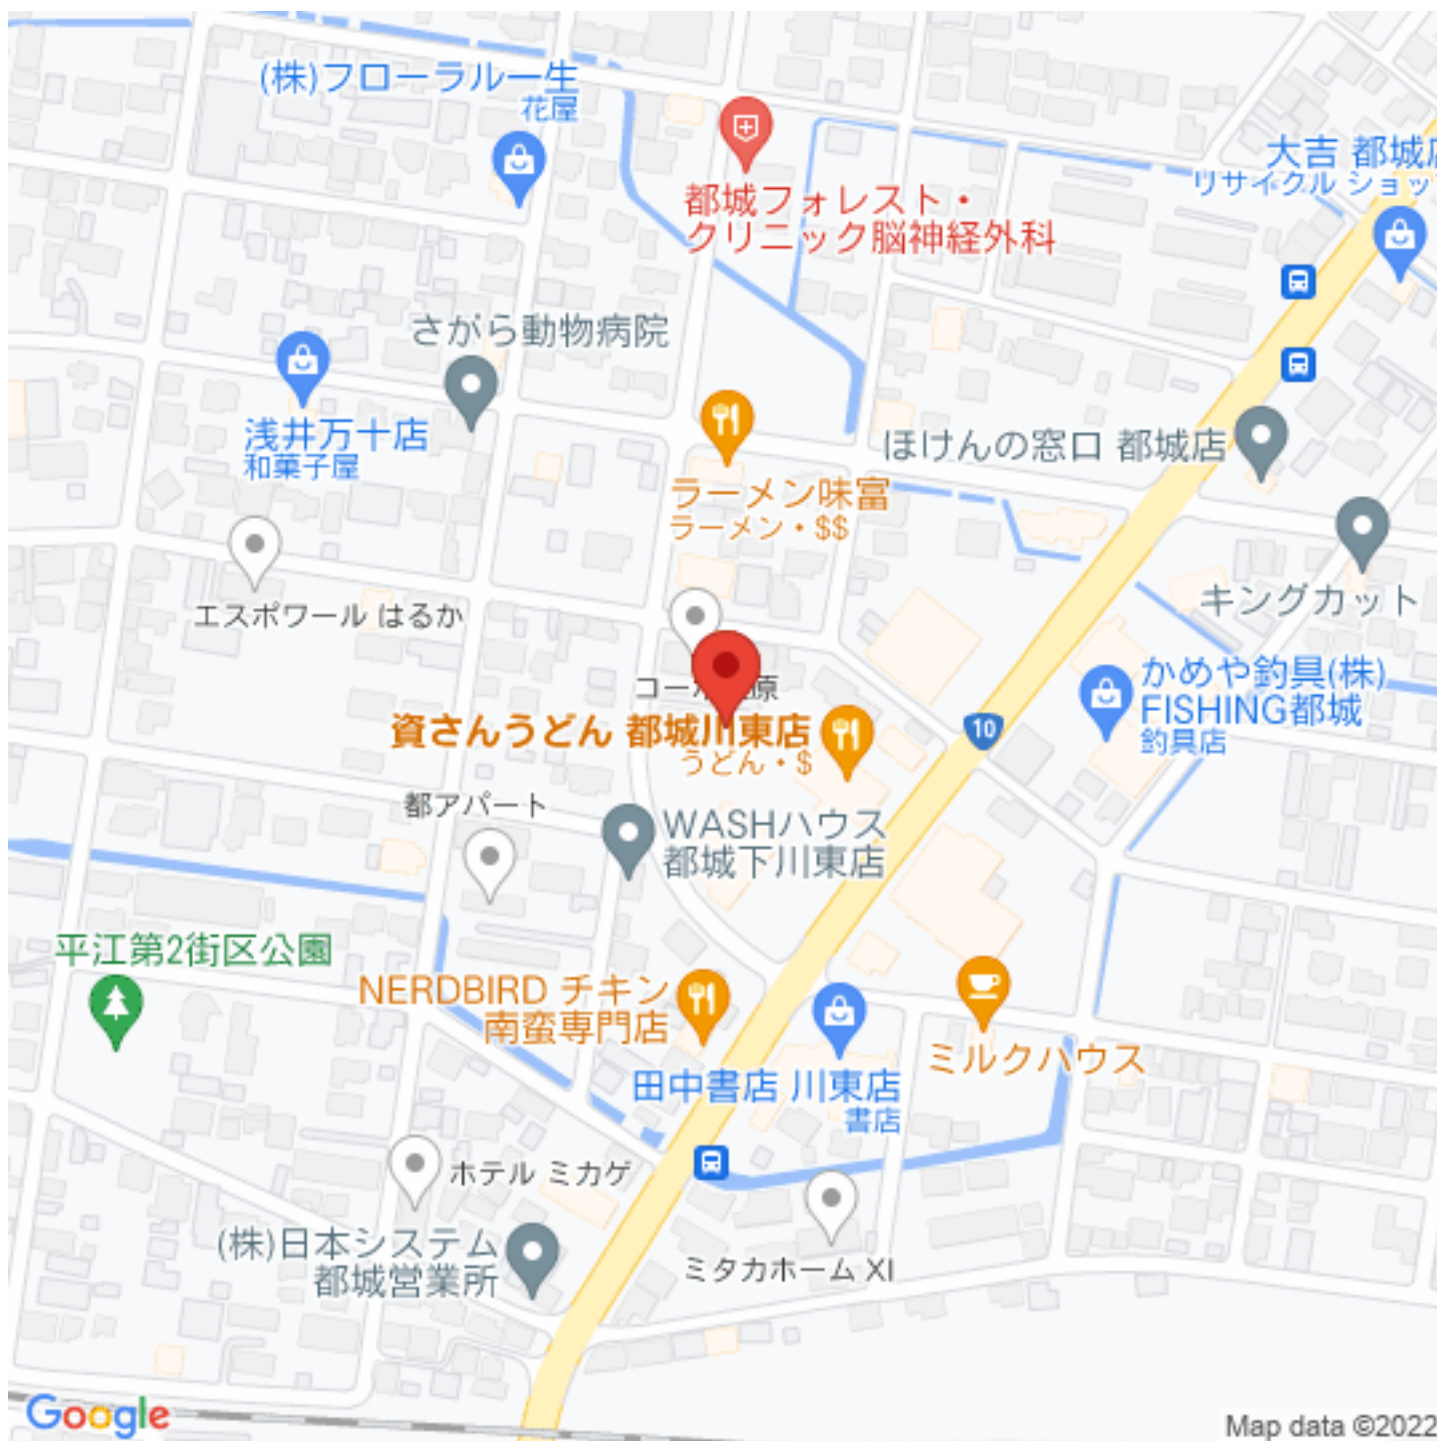 (株)フローラル一生
花屋
都城フォレスト・
クリニック脳神経外科
大吉 都城店
リサイクル ショッ
さがら動物病院
浅井万十店
和菓子屋
ほけんの窓口 都城店
ラーメン味富
ラーメン・$$
キングカット
エスポワール はるか
かめや釣具(株)
FISHING都城
釣具店
資さんうどん 都城川東店
うどん・$
10
都アパート
WASHハウス
都城下川東店
平江第2街区公園
NERDBIRD チキン
南蛮専門店
ミルクハウス
田中書店 川東店
書店
ホテル ミカゲ
(株)日本システム
都城営業所
ミタカホーム XI
Google
Map data ©2022